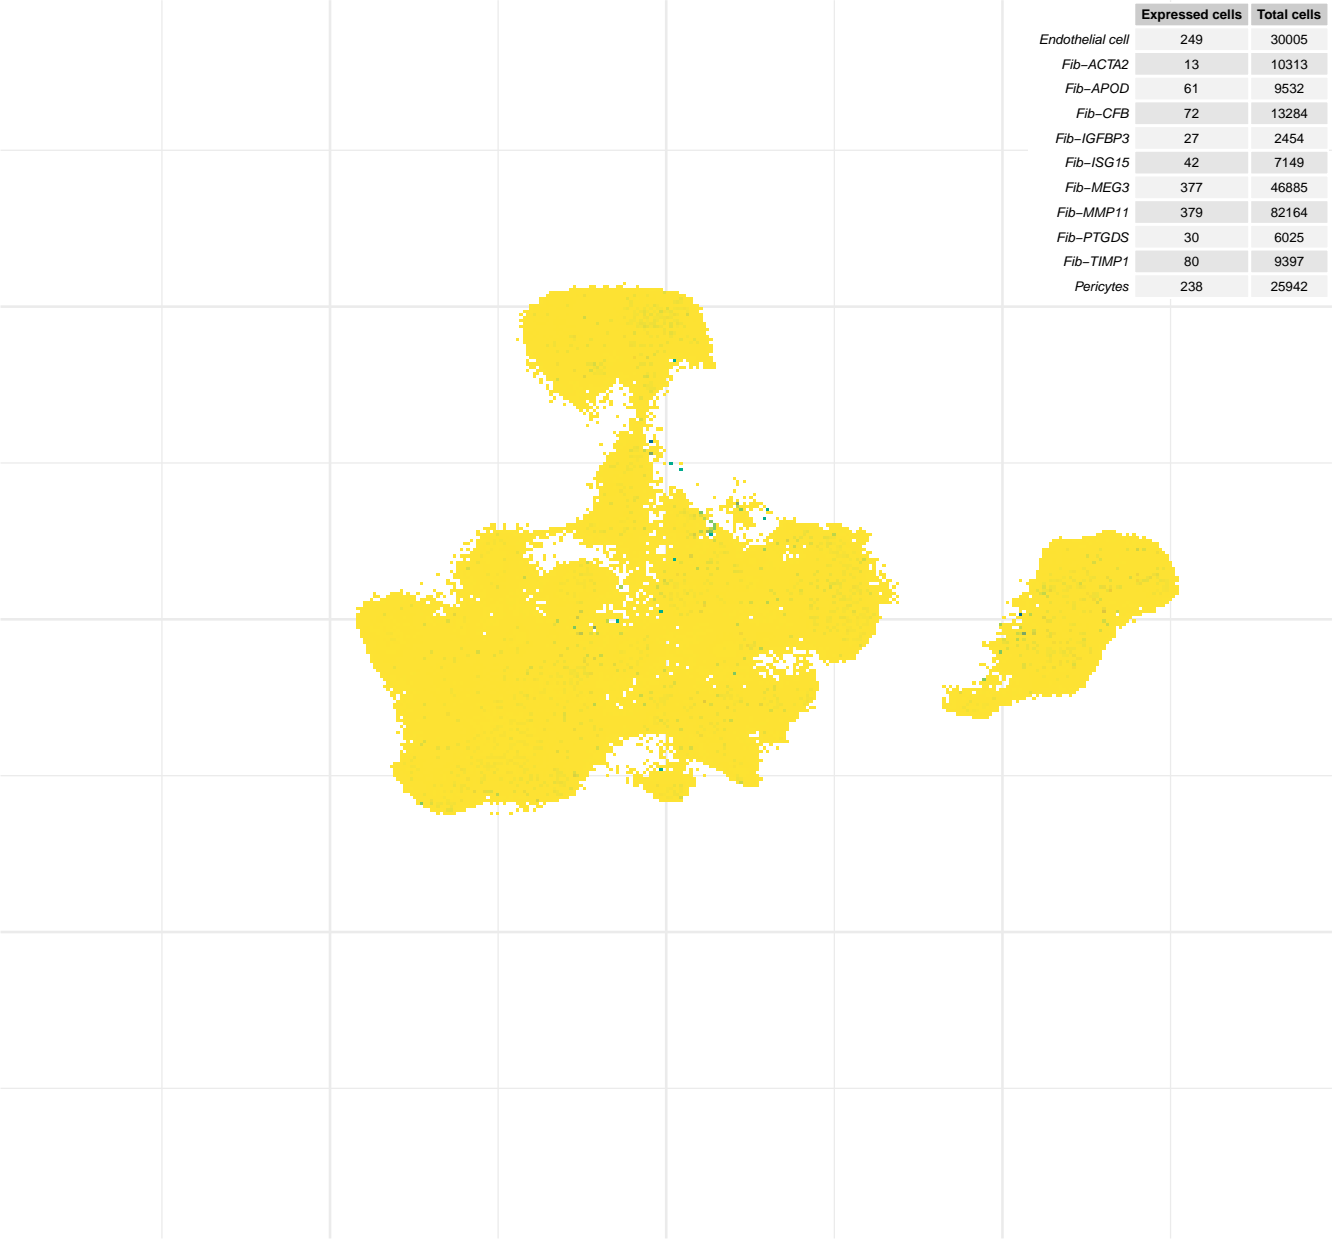 Expressed cells Total cells
Endothelial cell 249 30005
Fib−ACTA2 13 10313
Fib−APOD 61 9532
Fib−CFB 72 13284
Fib−IGFBP3 27 2454
Fib−ISG15 42 7149
Fib−MEG3 377 46885
Fib−MMP11 379 82164
Fib−PTGDS 30 6025
Fib−TIMP1 80 9397
Pericytes 238 25942